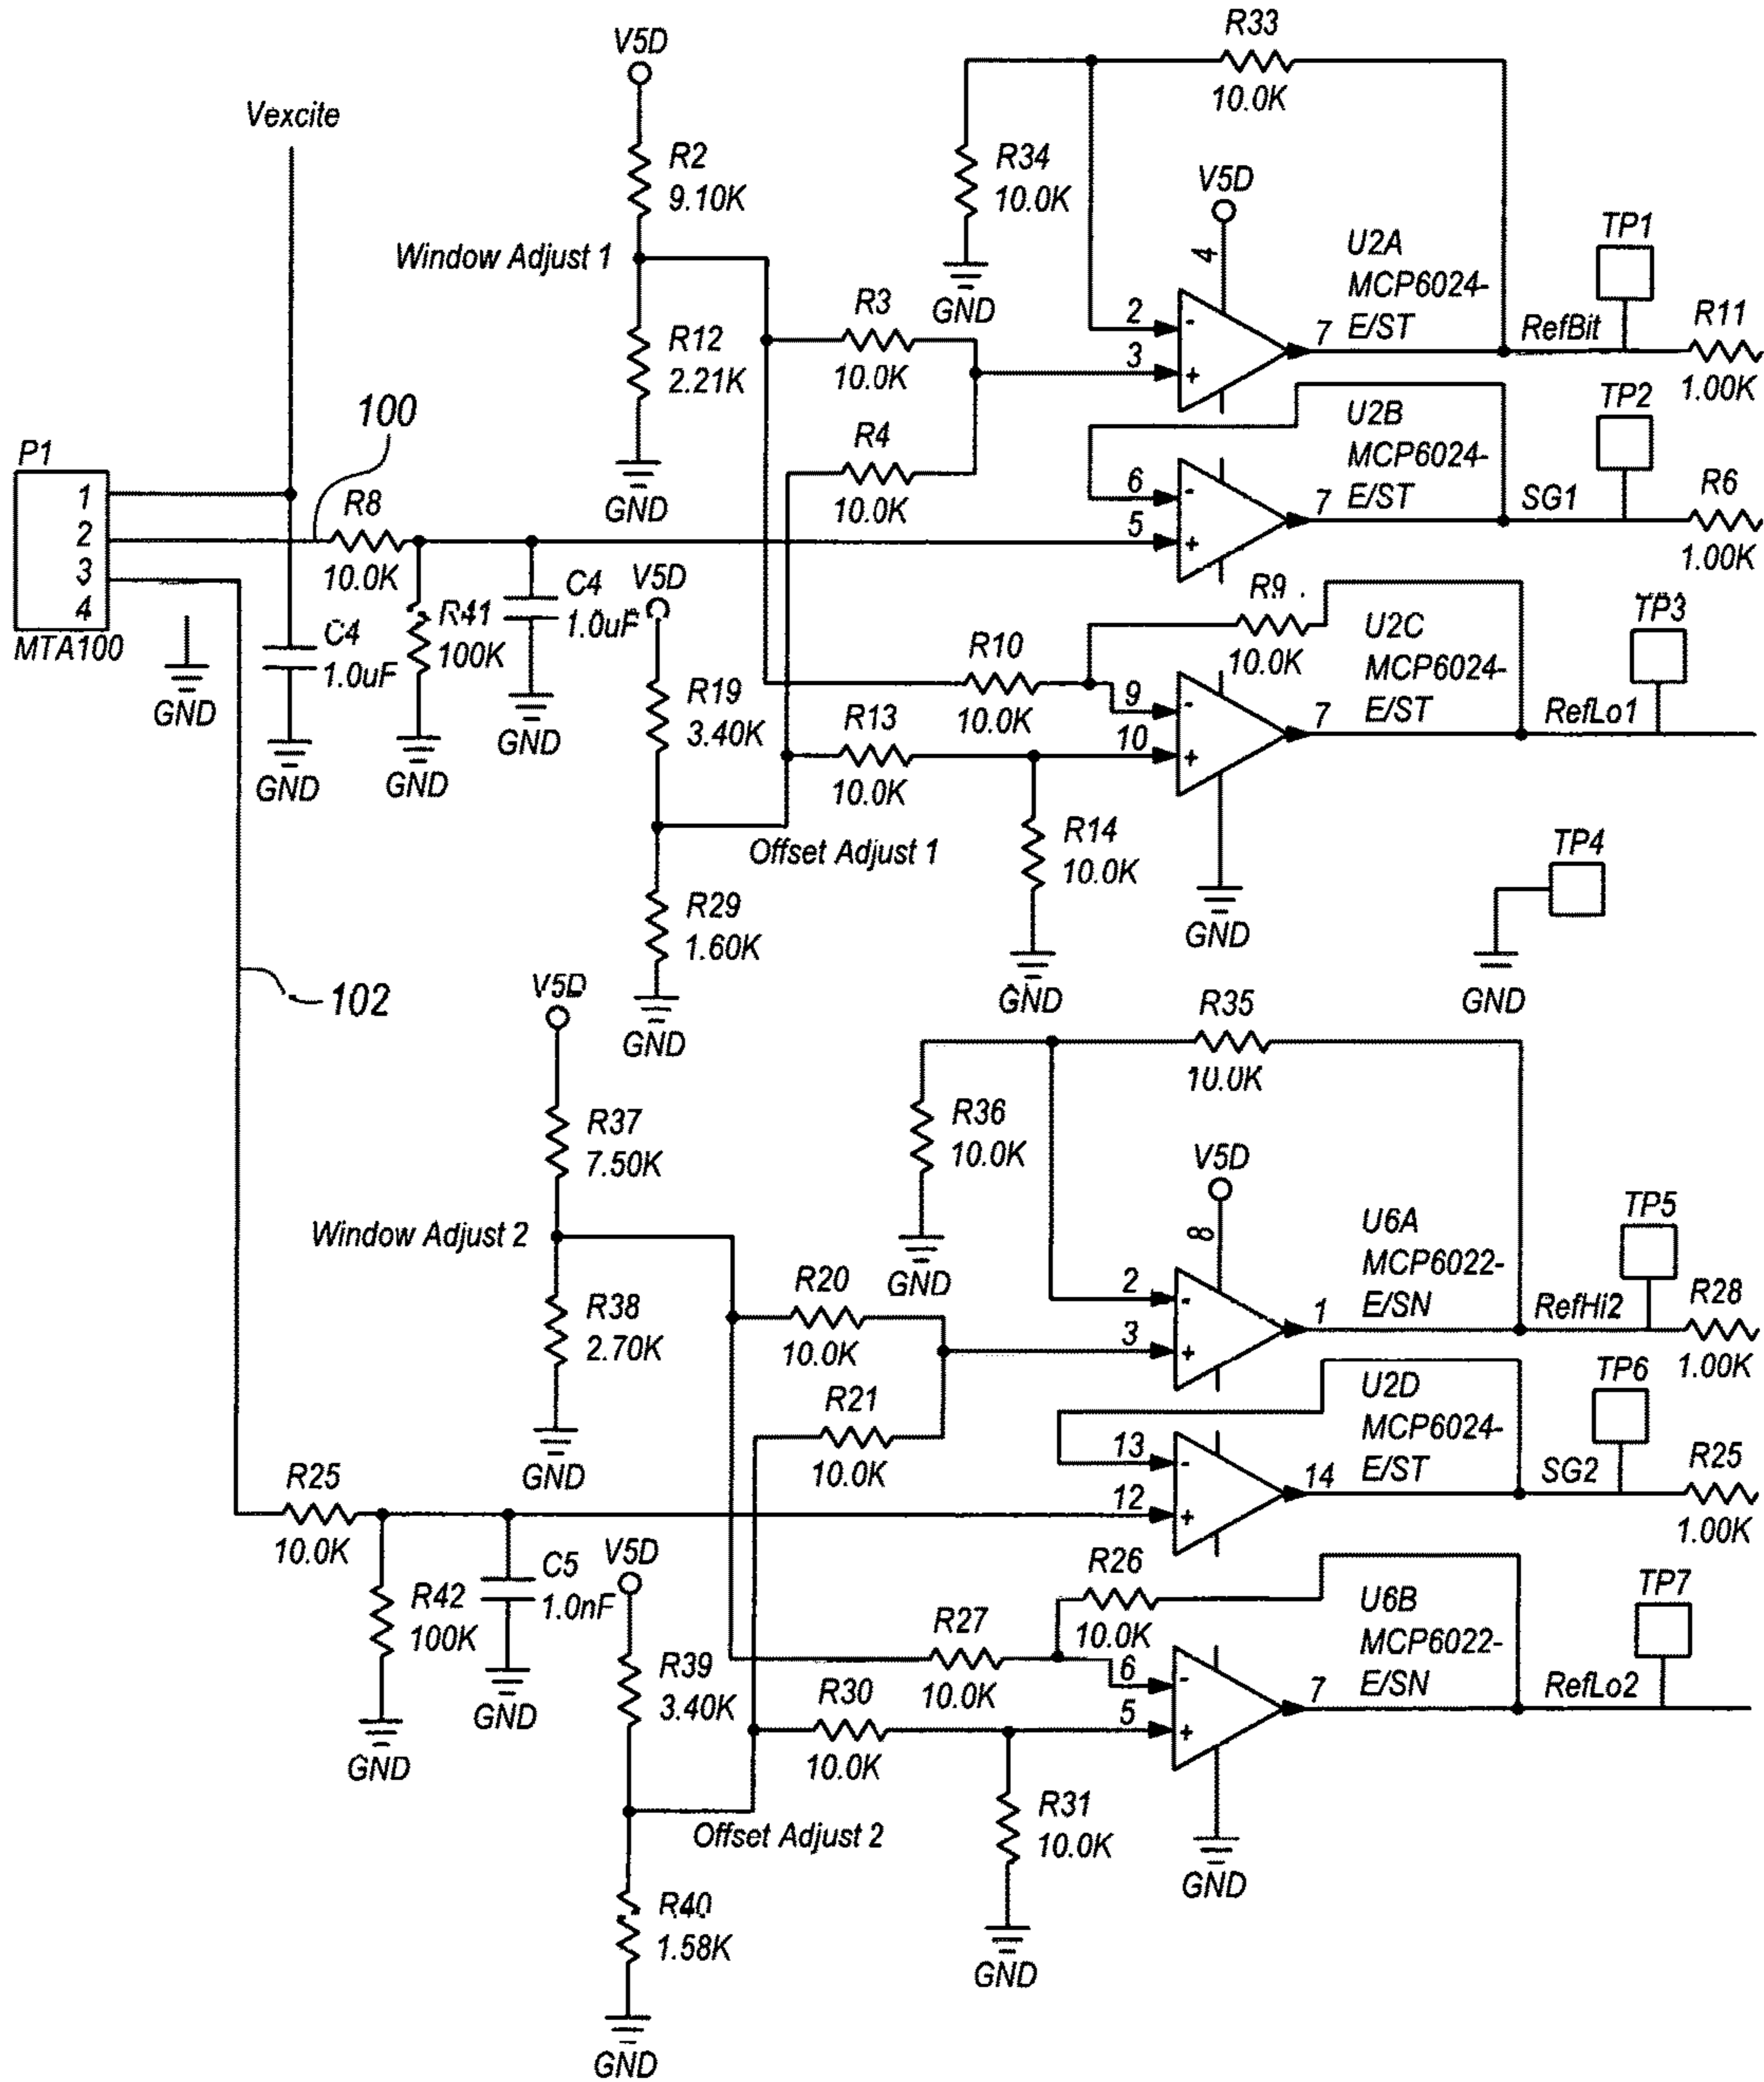 R33
10.0K
V5D
Vexcite
R2
9.10K
R34
10.0K
V5D
4
U2A
MCP6024-
E/ST
TP1
Window Adjust 1
GND
R3
10.0K
2
-
3
+
7
RefBit
R11
1.00K
R12
2.21K
100
R4
10.0K
U2B
MCP6024-
E/ST
TP2
P1
1
2
3
4
MTA100
GND
6
-
5
+
7
SG1
R6
1.00K
R8
10.0K
V5D
C4
1.0uF
R41
100K
C4
1.0uF
R9
10.0K
U2C
MCP6024-
E/ST
TP3
GND
R10
10.0K
R19
3.40K
GND
R13
10.0K
9
-
10
+
7
RefLo1
GND
GND
Offset Adjust 1
R14
10.0K
TP4
R29
1.60K
GND
GND
GND
102
V5D
GND
R35
10.0K
R37
7.50K
R36
10.0K
V5D
8
U6A
MCP6022-
E/SN
TP5
Window Adjust 2
GND
R20
10.0K
2
-
3
+
1
RefHi2
R28
1.00K
R38
2.70K
R21
10.0K
U2D
MCP6024-
E/ST
TP6
GND
13
-
12
+
14
SG2
R25
1.00K
R25
10.0K
V5D
C5
1.0nF
R42
100K
R26
10.0K
U6B
MCP6022-
E/SN
TP7
R27
10.0K
R39
3.40K
GND
R30
10.0K
6
-
5
+
7
RefLo2
GND
Offset Adjust 2
R31
10.0K
R40
1.58K
GND
GND
GND